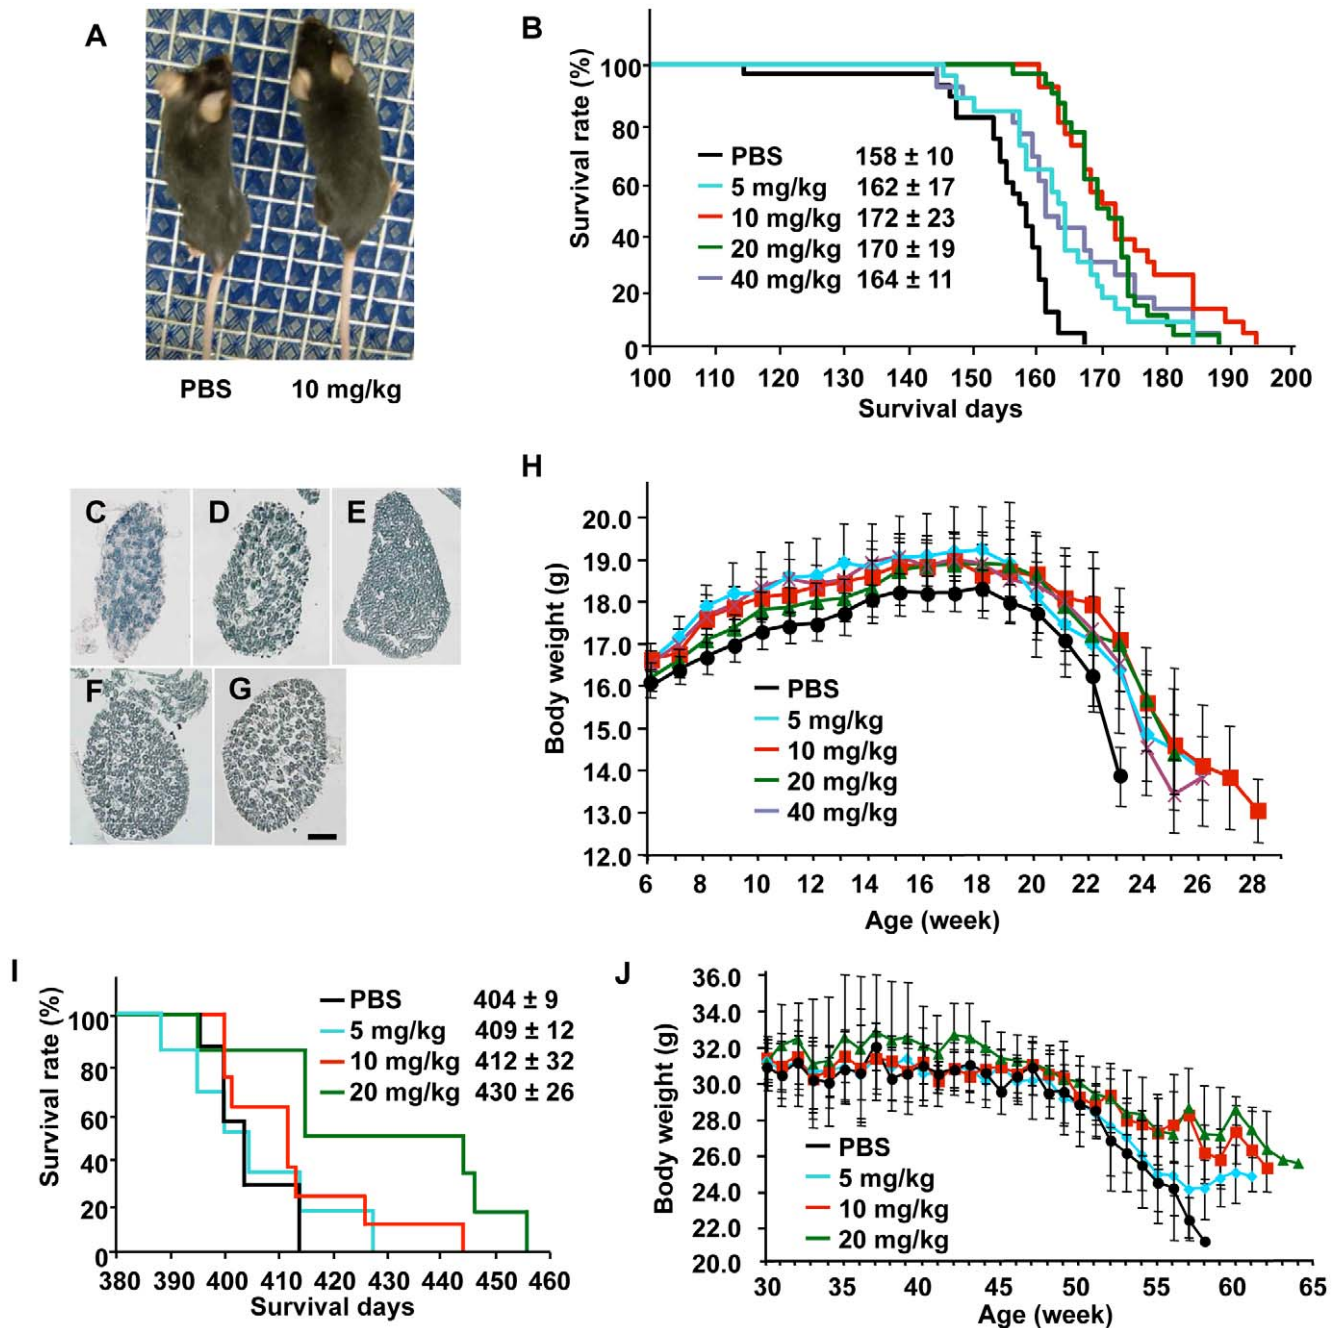 A
PBS 10 mg/kg
B
Survival rate (%)
100
80
60
40
20
0
PBS 158 ± 10
5 mg/kg 162 ± 17
10 mg/kg 172 ± 23
20 mg/kg 170 ± 19
40 mg/kg 164 ± 11
100 110 120 130 140 150 160 170 180 190 200
Survival days
C D E
F G
H
Body weight (g)
20.0
19.0
18.0
17.0
16.0
15.0
14.0
13.0
12.0
PBS
5 mg/kg
10 mg/kg
20 mg/kg
40 mg/kg
6 8 10 12 14 16 18 20 22 24 26 28
Age (week)
I
Survival rate (%)
100
80
60
40
20
0
PBS 404 ± 9
5 mg/kg 409 ± 12
10 mg/kg 412 ± 32
20 mg/kg 430 ± 26
380 390 400 410 420 430 440 450 460
Survival days
J
Body weight (g)
36.0
34.0
32.0
30.0
28.0
26.0
24.0
22.0
20.0
PBS
5 mg/kg
10 mg/kg
20 mg/kg
30 35 40 45 50 55 60 65
Age (week)